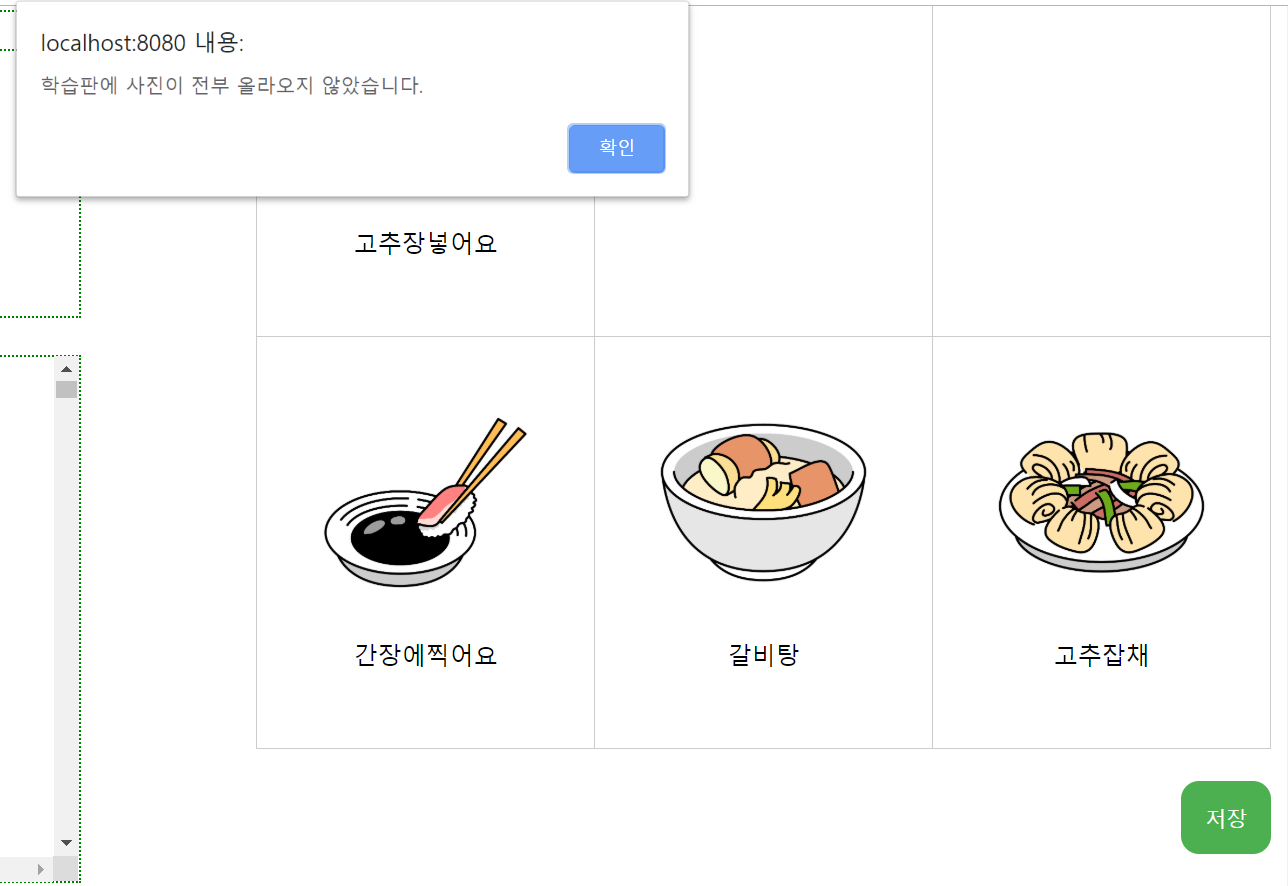 localhost:8080 내용:
학습판에 사진이 전부 올라오지 않았습니다.
확인
고추장넣어요
간장에찍어요
갈비탕
고추잡채
저장